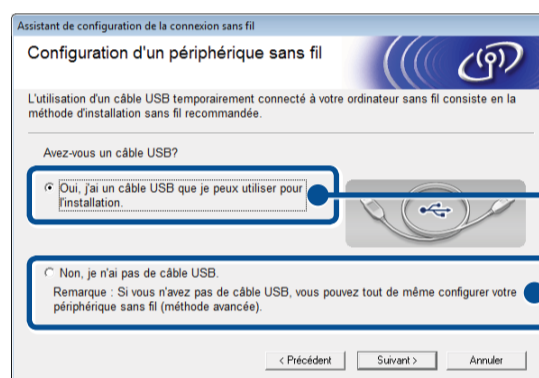 Assistant de configuration de la connexion sans fil
Configuration d'un périphérique sans fil
L'utilisation d'un câble USB temporairement connecté à votre ordinateur sans fil consiste en la
méthode d'installation sans fil recommandée.
Avez-vous un câble USB?
Oui, j'ai un câble USB que je peux utiliser pour
l'installation.
Non, je n'ai pas de câble USB.
Remarque : Si vous n'avez pas de câble USB, vous pouvez tout de même configurer votre
périphérique sans fil (méthode avancée).
< Précédent
Suivant >
Annuler